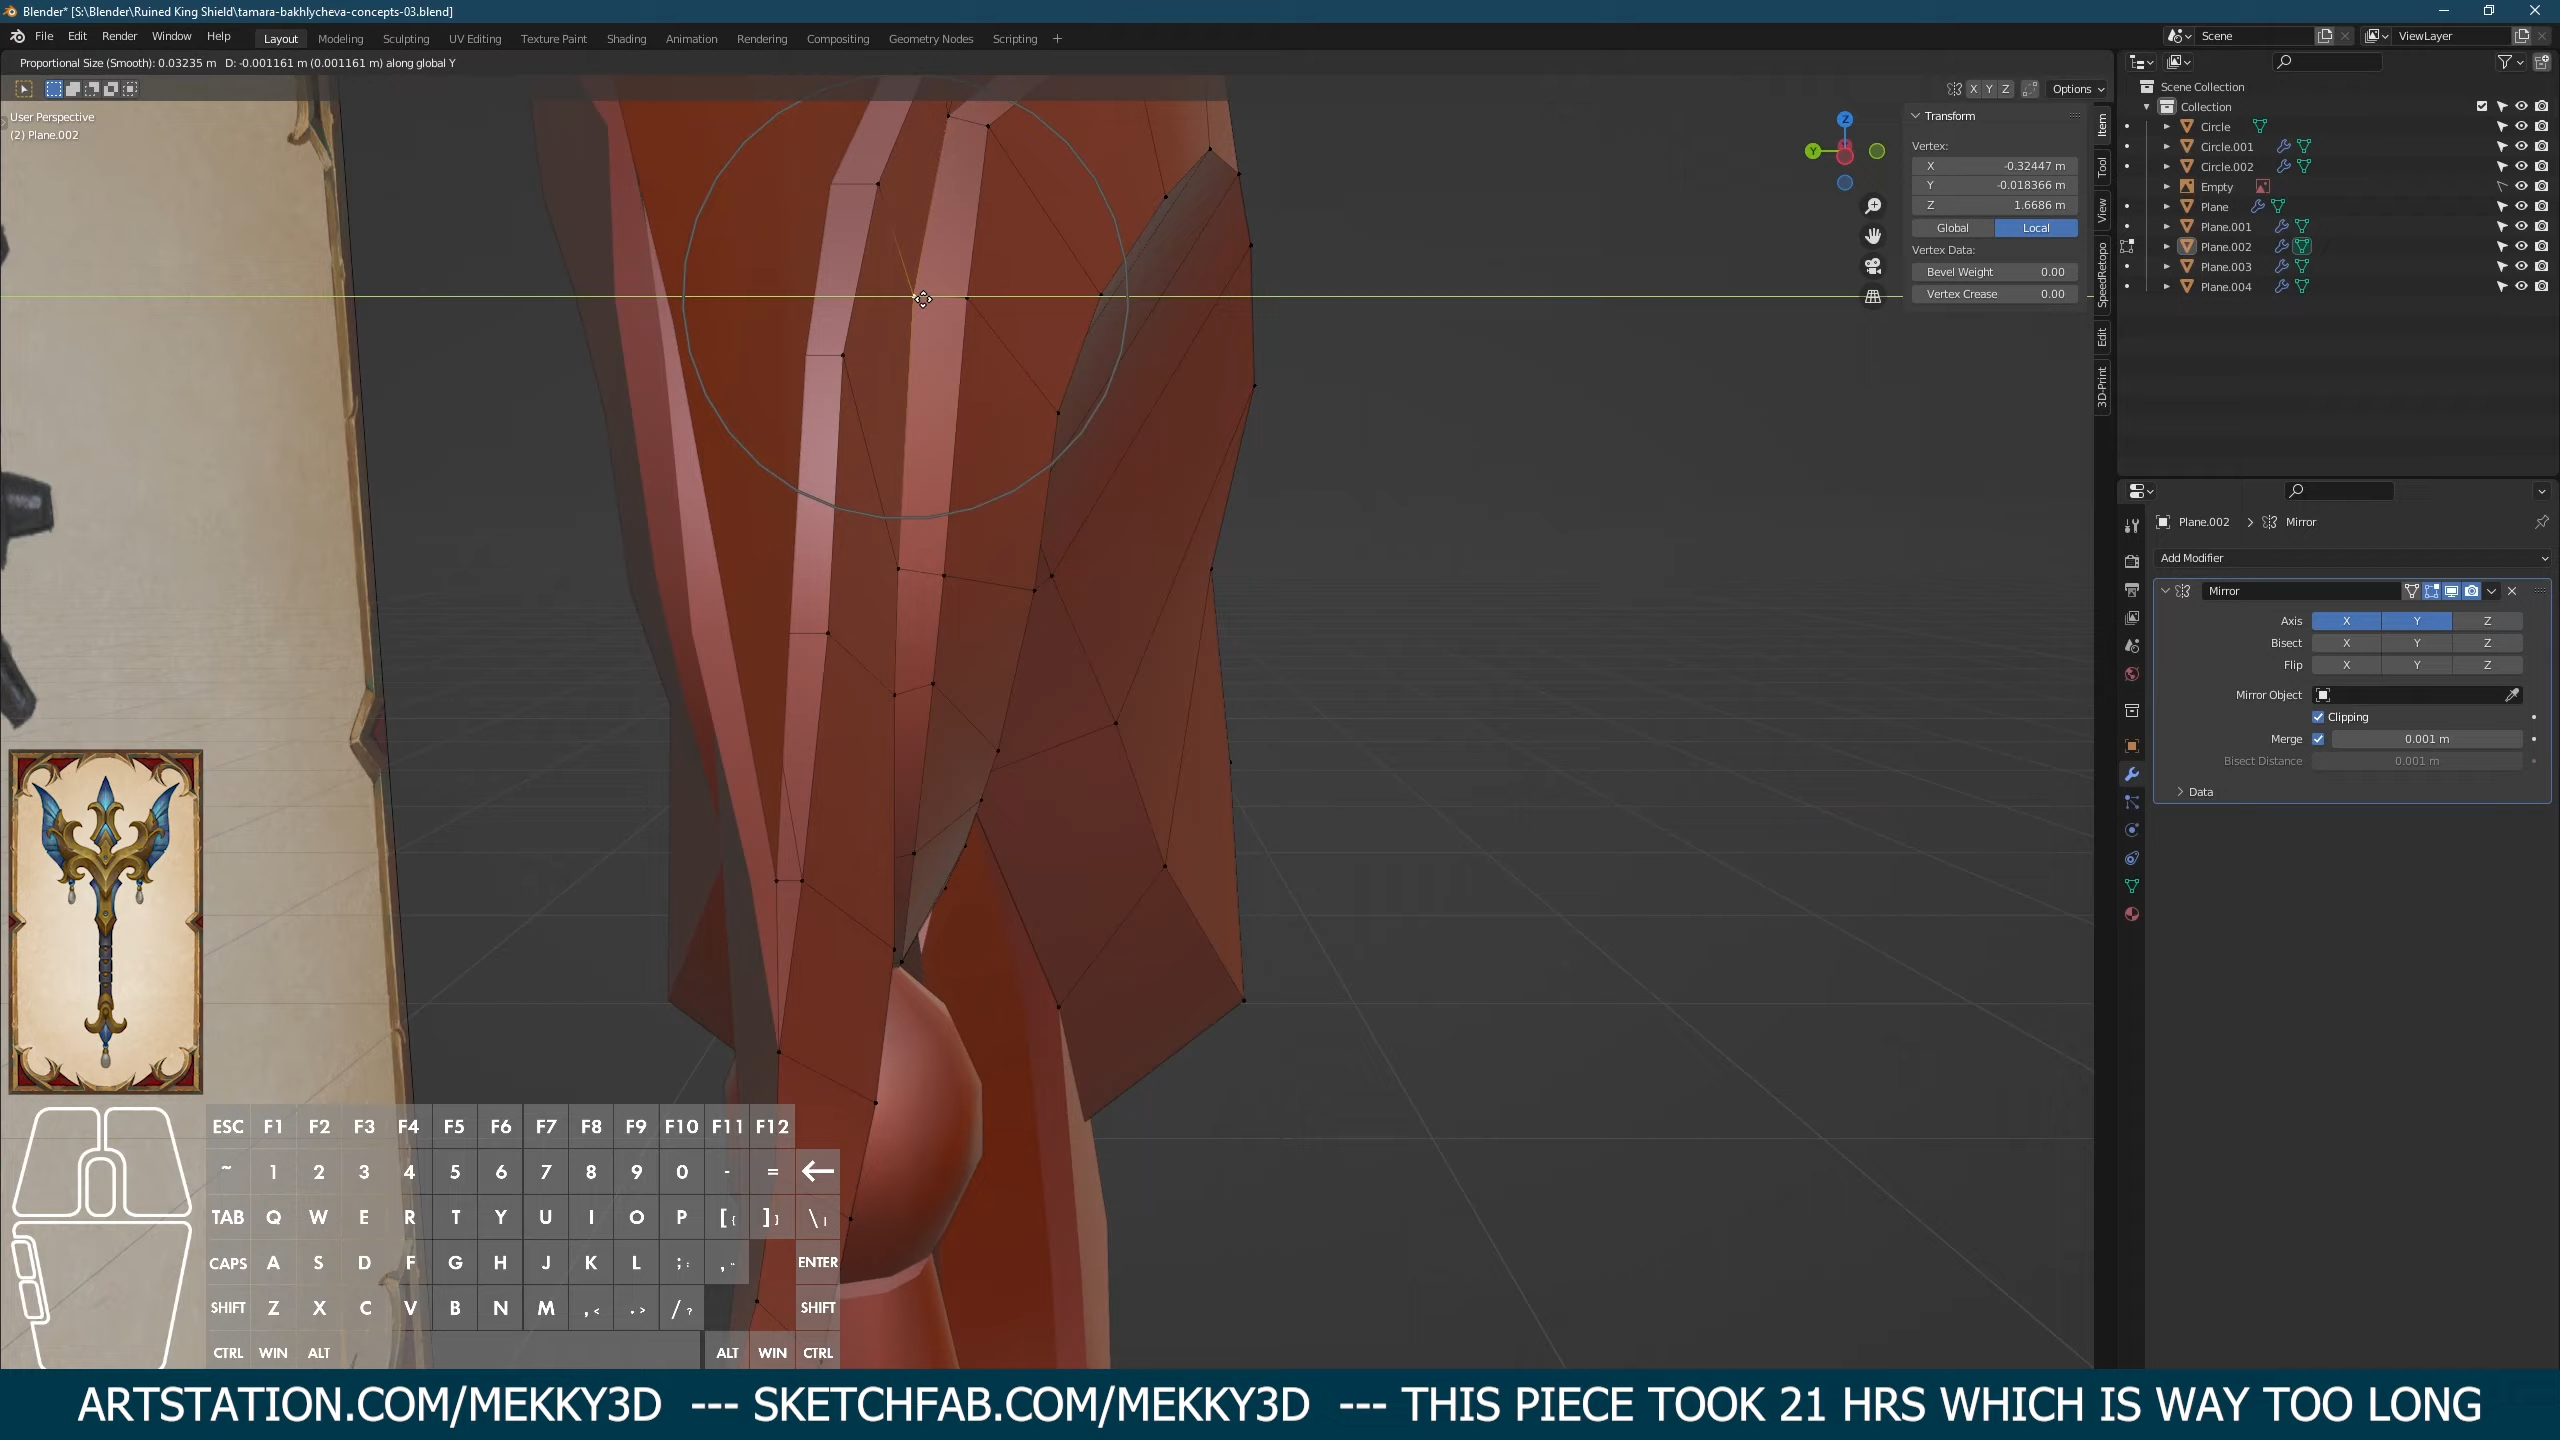 Blender* [S:\Blender\Ruined King Shield\tamara-bakhlycheva-concepts-03.blend]
File Edit Render Window Help Layout Modeling Sculpting UV Editing Texture Paint Shading Animation Rendering Compositing Geometry Nodes Scripting + Scene ViewLayer
Proportional Size (Smooth): 0.03235 m D: -0.001161 m (0.001161 m) along global Y
X Y Z Options
User Perspective
(2) Plane.002
Z
Y
Transform
Vertex:
X -0.32447 m
Y -0.018366 m
Z 1.6686 m
Global Local
Vertex Data:
Bevel Weight 0.00
Vertex Crease 0.00
Item
Tool
View
SpeedRetopo
Edit
3D-Print
Scene Collection
Collection
Circle
Circle.001
Circle.002
Empty
Plane
Plane.001
Plane.002
Plane.003
Plane.004
Plane.002 > Mirror
Add Modifier
Mirror
Axis X Y Z
Bisect X Y Z
Flip X Y Z
Mirror Object
Clipping
Merge 0.001 m
Bisect Distance 0.001 m
Data
ESC F1 F2 F3 F4 F5 F6 F7 F8 F9 F10 F11 F12
~ 1 2 3 4 5 6 7 8 9 0 - =
TAB Q W E R T Y U I O P [{ ]} \|
CAPS A S D F G H J K L ;: ," ENTER
SHIFT Z X C V B N M ,< .> /? SHIFT
CTRL WIN ALT ALT WIN CTRL
ARTSTATION.COM/MEKKY3D --- SKETCHFAB.COM/MEKKY3D --- THIS PIECE TOOK 21 HRS WHICH IS WAY TOO LONG